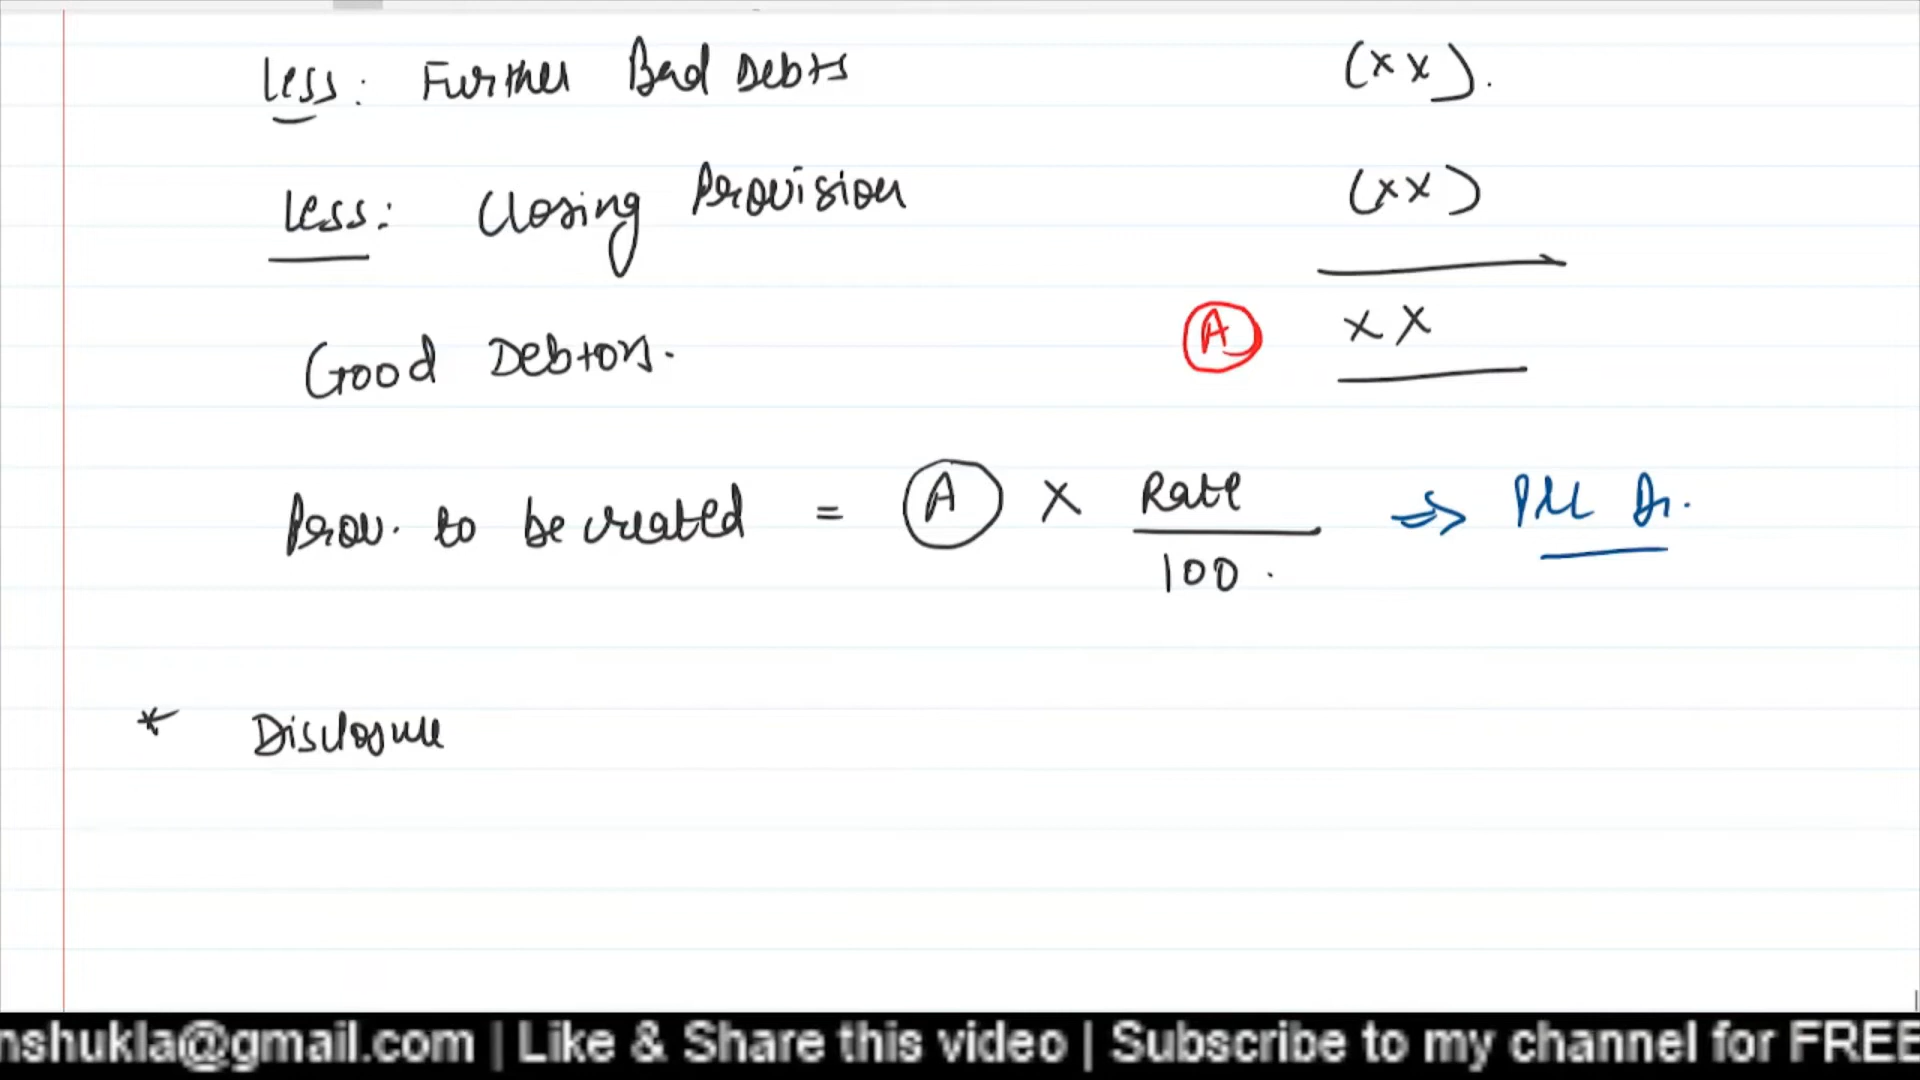 Less: Further Bad Debts (xx).
Less: Closing Provision (xx)
Good Debtors. A xx
Prov. to be created = A x Rate / 100. ⇒ P&L Dr.
* Disclosure
nshukla@gmail.com | Like & Share this video | Subscribe to my channel for FREE